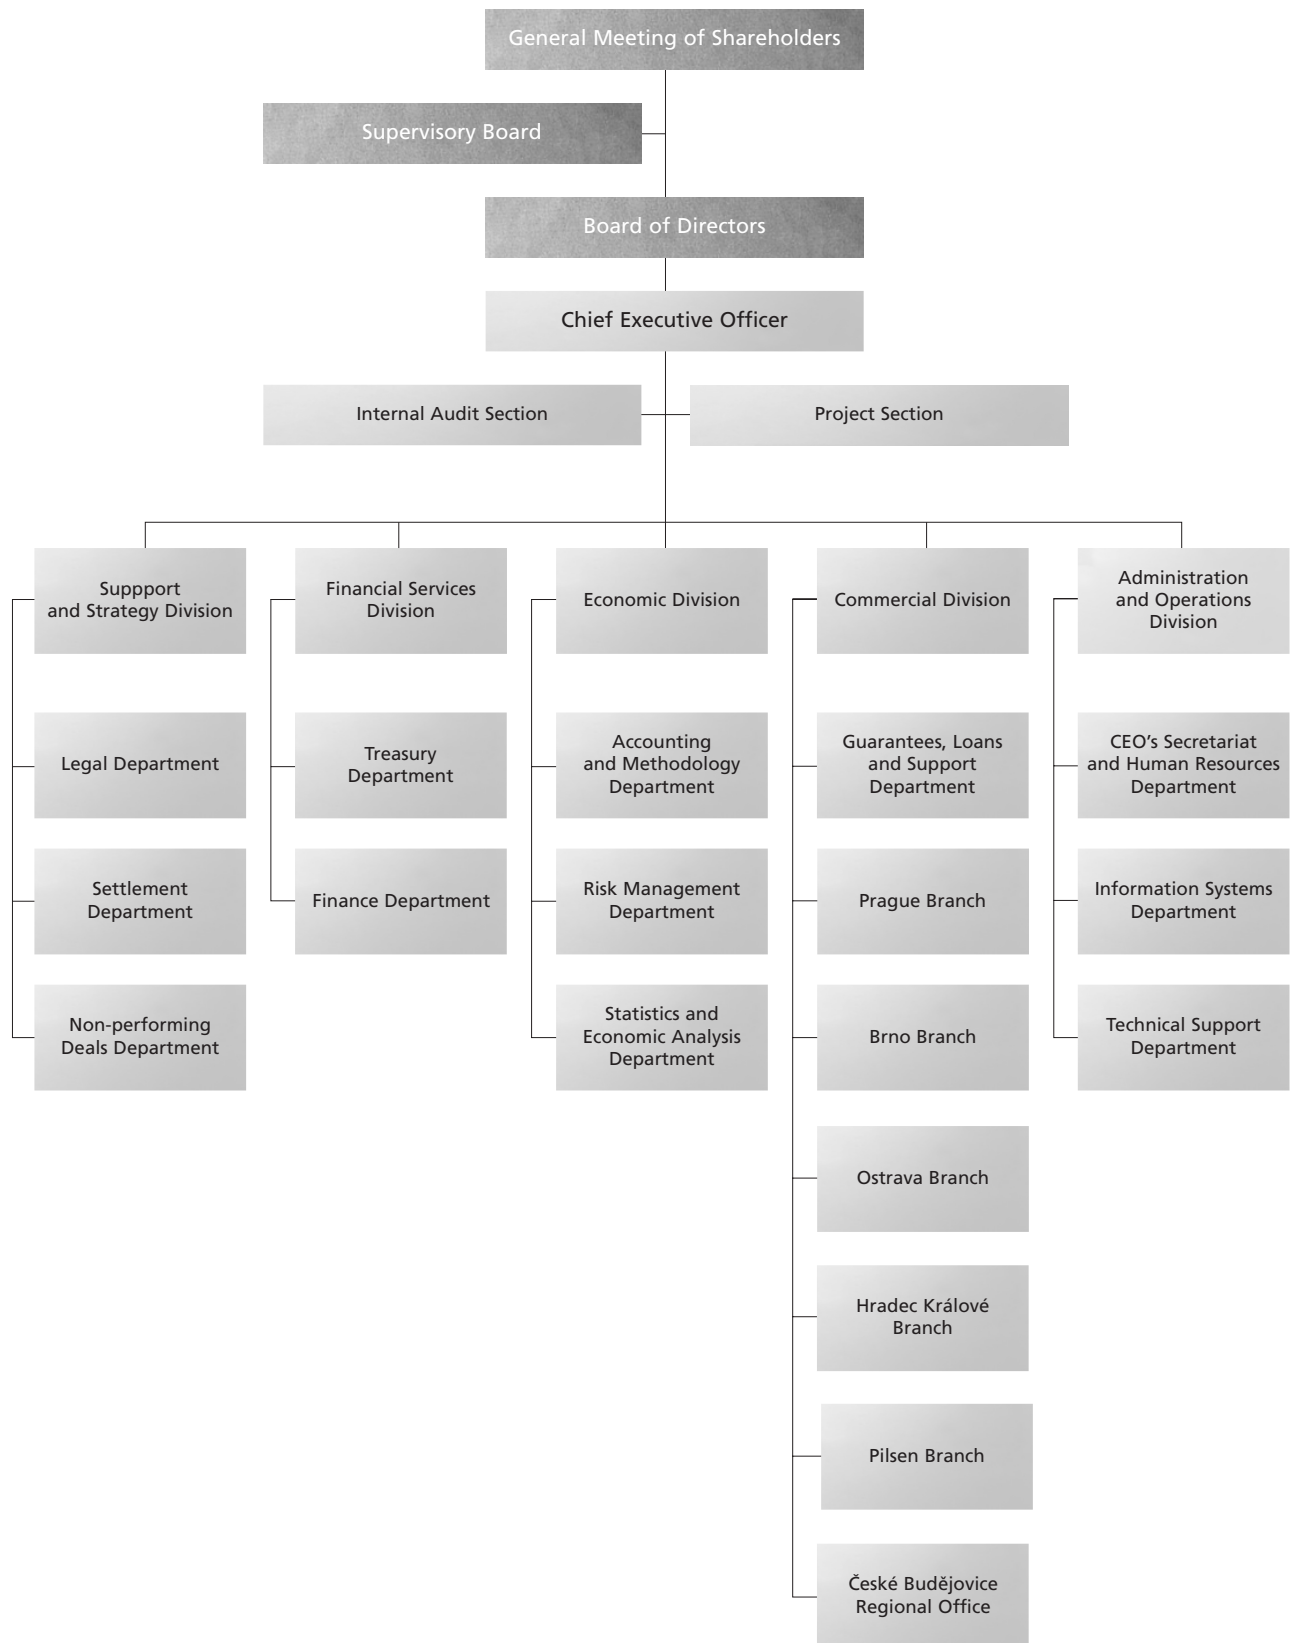 General Meeting of Shareholders
Supervisory Board
Board of Directors
Chief Executive Officer
Internal Audit Section
Project Section
Suppport
and Strategy Division
Financial Services
Division
Economic Division
Commercial Division
Administration
and Operations
Division
Legal Department
Treasury
Department
Accounting
and Methodology
Department
Guarantees, Loans
and Support
Department
CEO’s Secretariat
and Human Resources
Department
Settlement
Department
Finance Department
Risk Management
Department
Prague Branch
Information Systems
Department
Non-performing
Deals Department
Statistics and
Economic Analysis
Department
Brno Branch
Technical Support
Department
Ostrava Branch
Hradec Králové
Branch
Pilsen Branch
České Budějovice
Regional Office